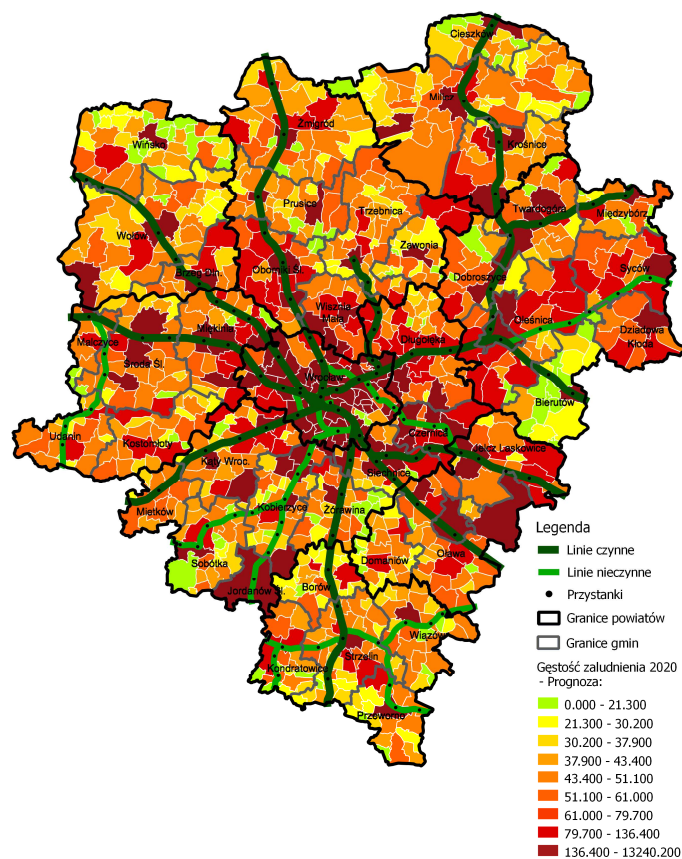 Cieszków
Milicz
Żmigród
Krośnice
Wińsko
Prusice
Trzebnica
Twardogóra
Międzybórz
Wołów
Zawonia
Brzeg Dln.
Oborniki Śl.
Dobroszyce
Syców
Wisznia
Mała
Oleśnica
Malczyce
Miękinia
Długołęka
Dziadowa
Kłoda
Środa Śl.
Wrocław
Bierutów
Udanin
Kostomłoty
Czernica
Jelcz Laskowice
Kąty Wroc.
Siechnice
Miętków
Kobierzyce
Żórawina
Legenda
Linie czynne
Sobótka
Domaniów
Oława
Linie nieczynne
Jordanów Śl.
Borów
Przystanki
Granice powiatów
Wiązów
Granice gmin
Strzelin
Kondratowice
Gęstość zaludnienia 2020
- Prognoza:
Przeworno
0.000 - 21.300
21.300 - 30.200
30.200 - 37.900
37.900 - 43.400
43.400 - 51.100
51.100 - 61.000
61.000 - 79.700
79.700 - 136.400
136.400 - 13240.200